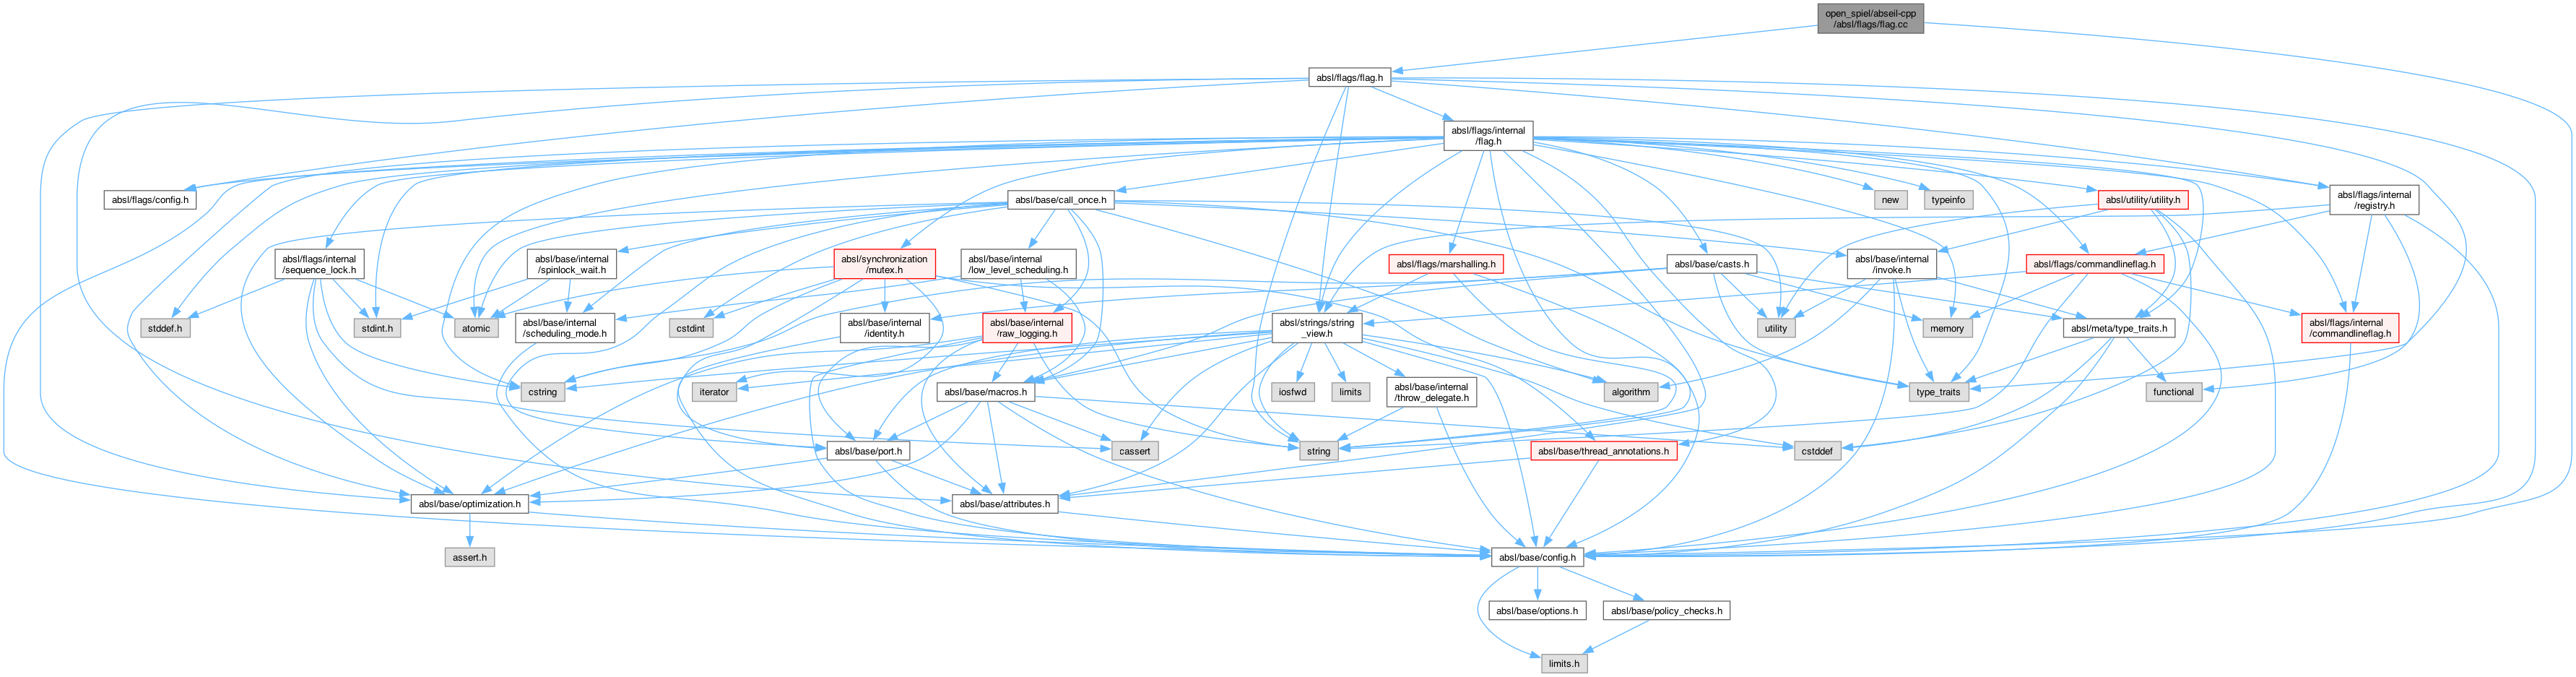 open_spiel/abseil-cpp
/absl/flags/flag.cc
absl/flags/flag.h
absl/flags/internal
/flag.h
absl/flags/config.h
absl/base/call_once.h
new
typeinfo
absl/utility/utility.h
absl/flags/internal
/registry.h
absl/flags/internal
/sequence_lock.h
absl/base/internal
/spinlock_wait.h
absl/synchronization
/mutex.h
absl/base/internal
/low_level_scheduling.h
absl/flags/marshalling.h
absl/base/casts.h
absl/base/internal
/invoke.h
absl/flags/commandlineflag.h
stddef.h
stdint.h
atomic
absl/base/internal
/scheduling_mode.h
cstdint
absl/base/internal
/identity.h
absl/base/internal
/raw_logging.h
absl/strings/string
_view.h
utility
memory
absl/meta/type_traits.h
absl/flags/internal
/commandlineflag.h
cstring
iterator
absl/base/macros.h
iosfwd
limits
absl/base/internal
/throw_delegate.h
algorithm
type_traits
functional
absl/base/port.h
cassert
string
absl/base/thread_annotations.h
cstddef
absl/base/optimization.h
absl/base/attributes.h
assert.h
absl/base/config.h
absl/base/options.h
absl/base/policy_checks.h
limits.h